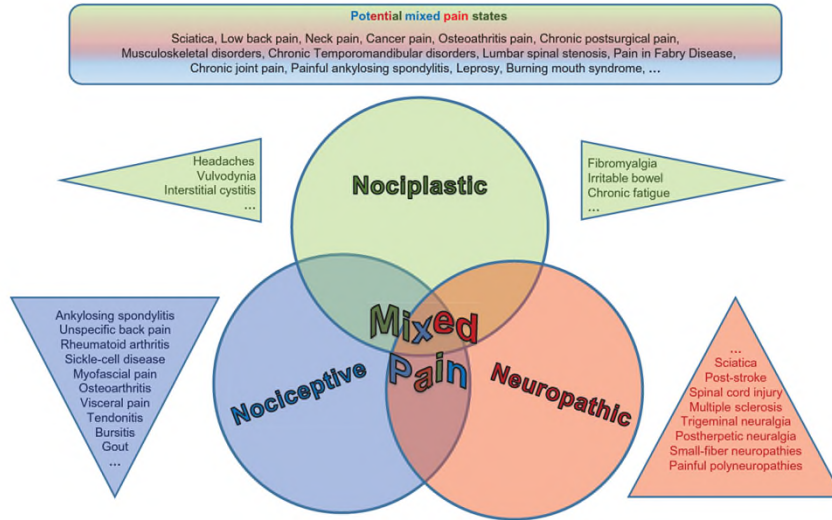 Potential mixed pain states
Sciatica, Low back pain, Neck pain, Cancer pain, Osteoathritis pain, Chronic postsurgical pain,
Musculoskeletal disorders, Chronic Temporomandibular disorders, Lumbar spinal stenosis, Pain in Fabry Disease,
Chronic joint pain, Painful ankylosing spondylitis, Leprosy, Burning mouth syndrome, ...
Headaches
Vulvodynia
Interstitial cystitis
...
Nociplastic
Fibromyalgia
Irritable bowel
Chronic fatigue
...
Ankylosing spondylitis
Unspecific back pain
Rheumatoid arthritis
Sickle-cell disease
Myofascial pain
Osteoarthritis
Visceral pain
Tendonitis
Bursitis
Gout
...
Nociceptive
Mixed
Pain
Neuropathic
...
Sciatica
Post-stroke
Spinal cord injury
Multiple sclerosis
Trigeminal neuralgia
Postherpetic neuralgia
Small-fiber neuropathies
Painful polyneuropathies